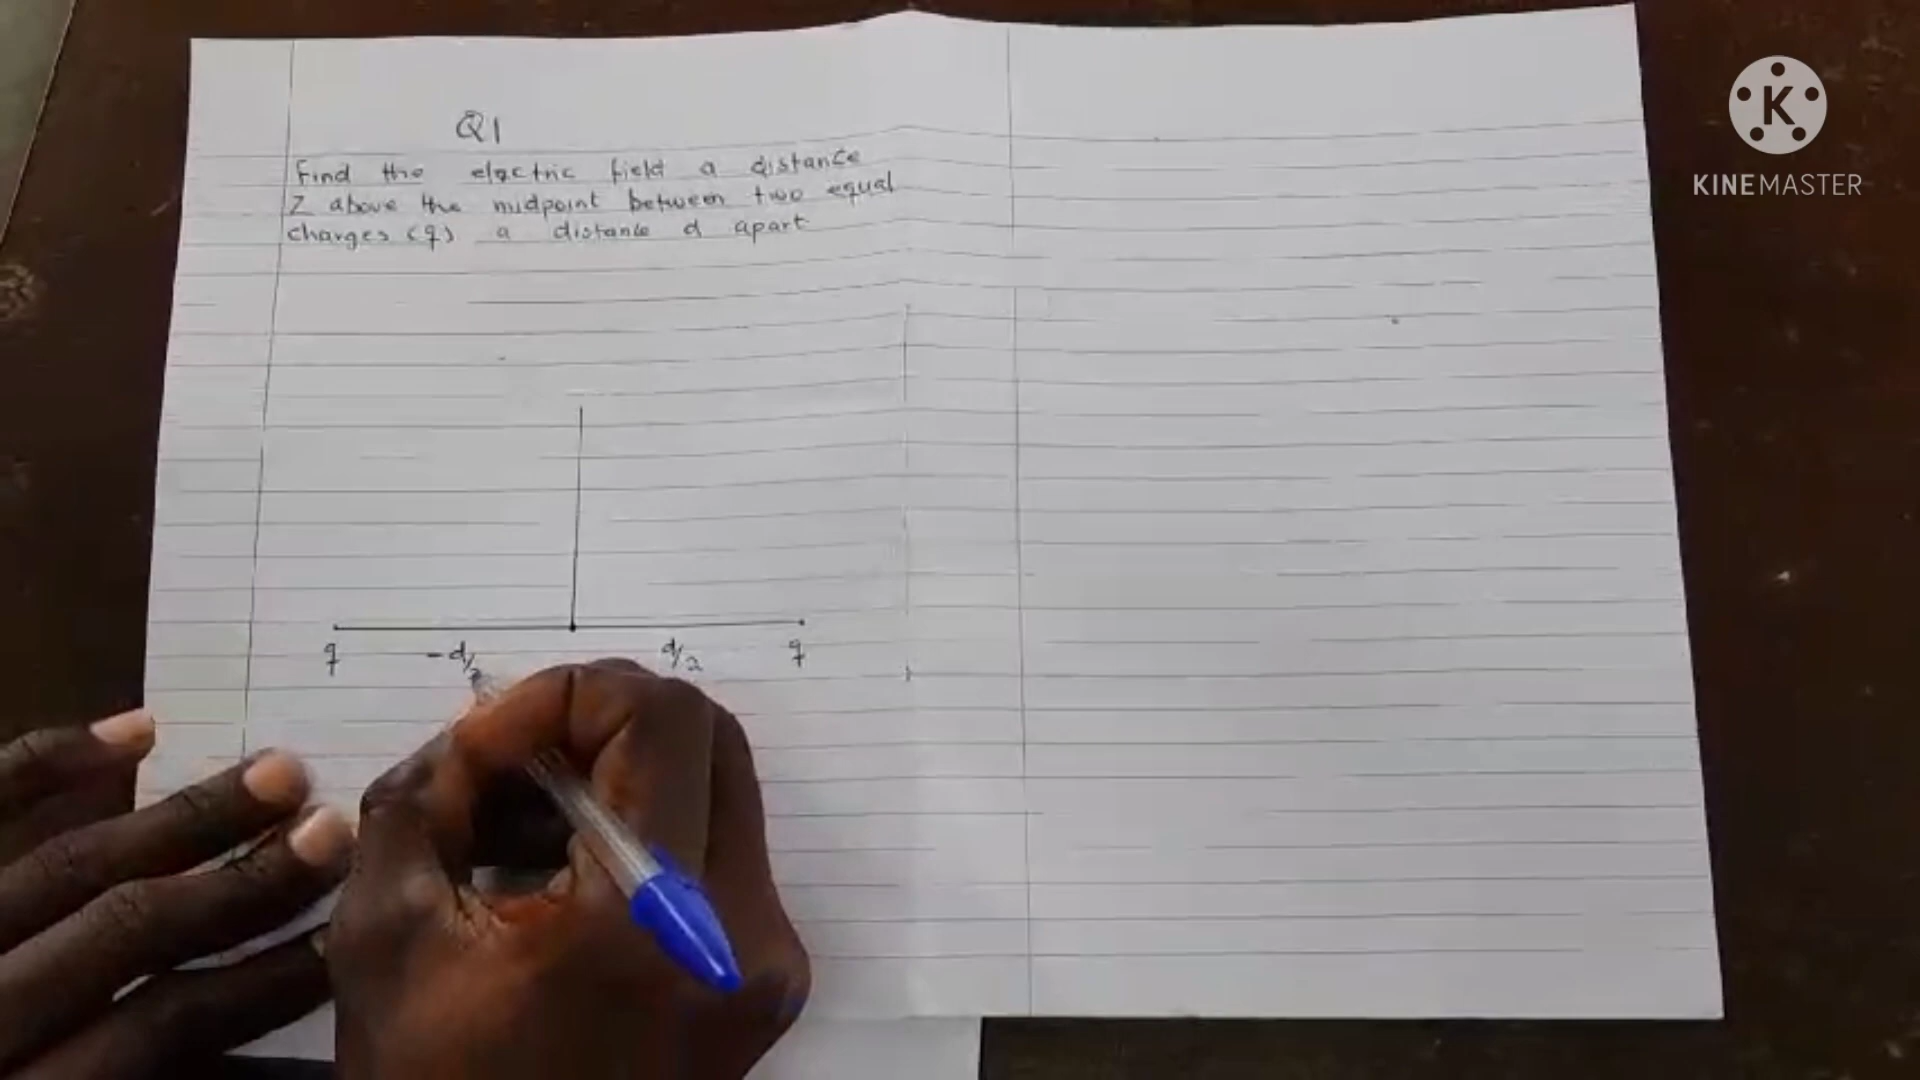 Q1
Find the electric field a distance
Z above the midpoint between two equal
charges (q) a distance d apart
q -d/2 d/2 q
K
KINEMASTER